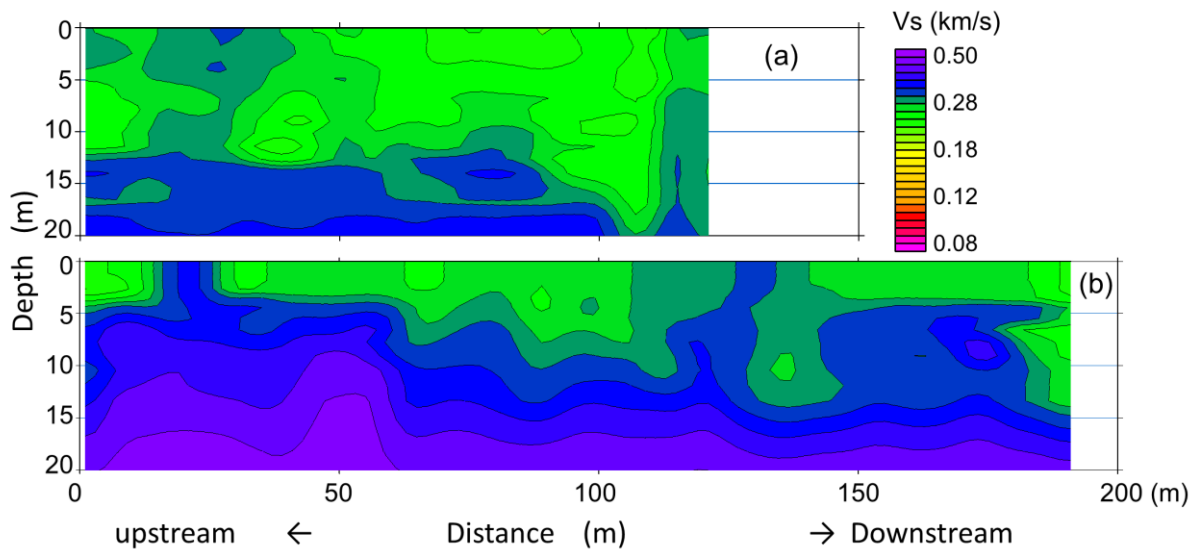 Vs (km/s)
0
(a)
0.50
5
0.28
10
0.18
15
0.12
20
0.08
(m)
Depth
0
(b)
5
10
15
20
0 50 100 150 200 (m)
upstream ← Distance (m) → Downstream